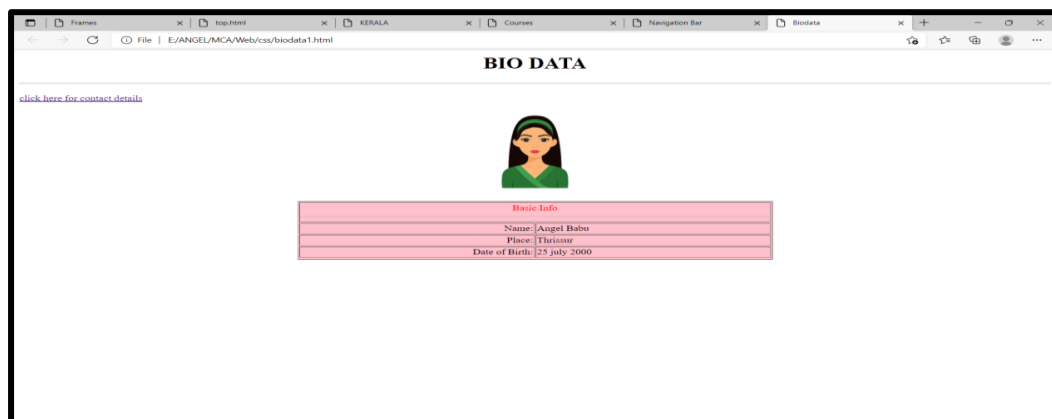 Frames
top.html
KERALA
Courses
Navigation Bar
Biodata
File | E:/ANGEL/MCA/Web/css/biodata1.html
BIO DATA
click here for contact details
Basic Info
Name: Angel Babu
Place: Thrissur
Date of Birth: 25 july 2000